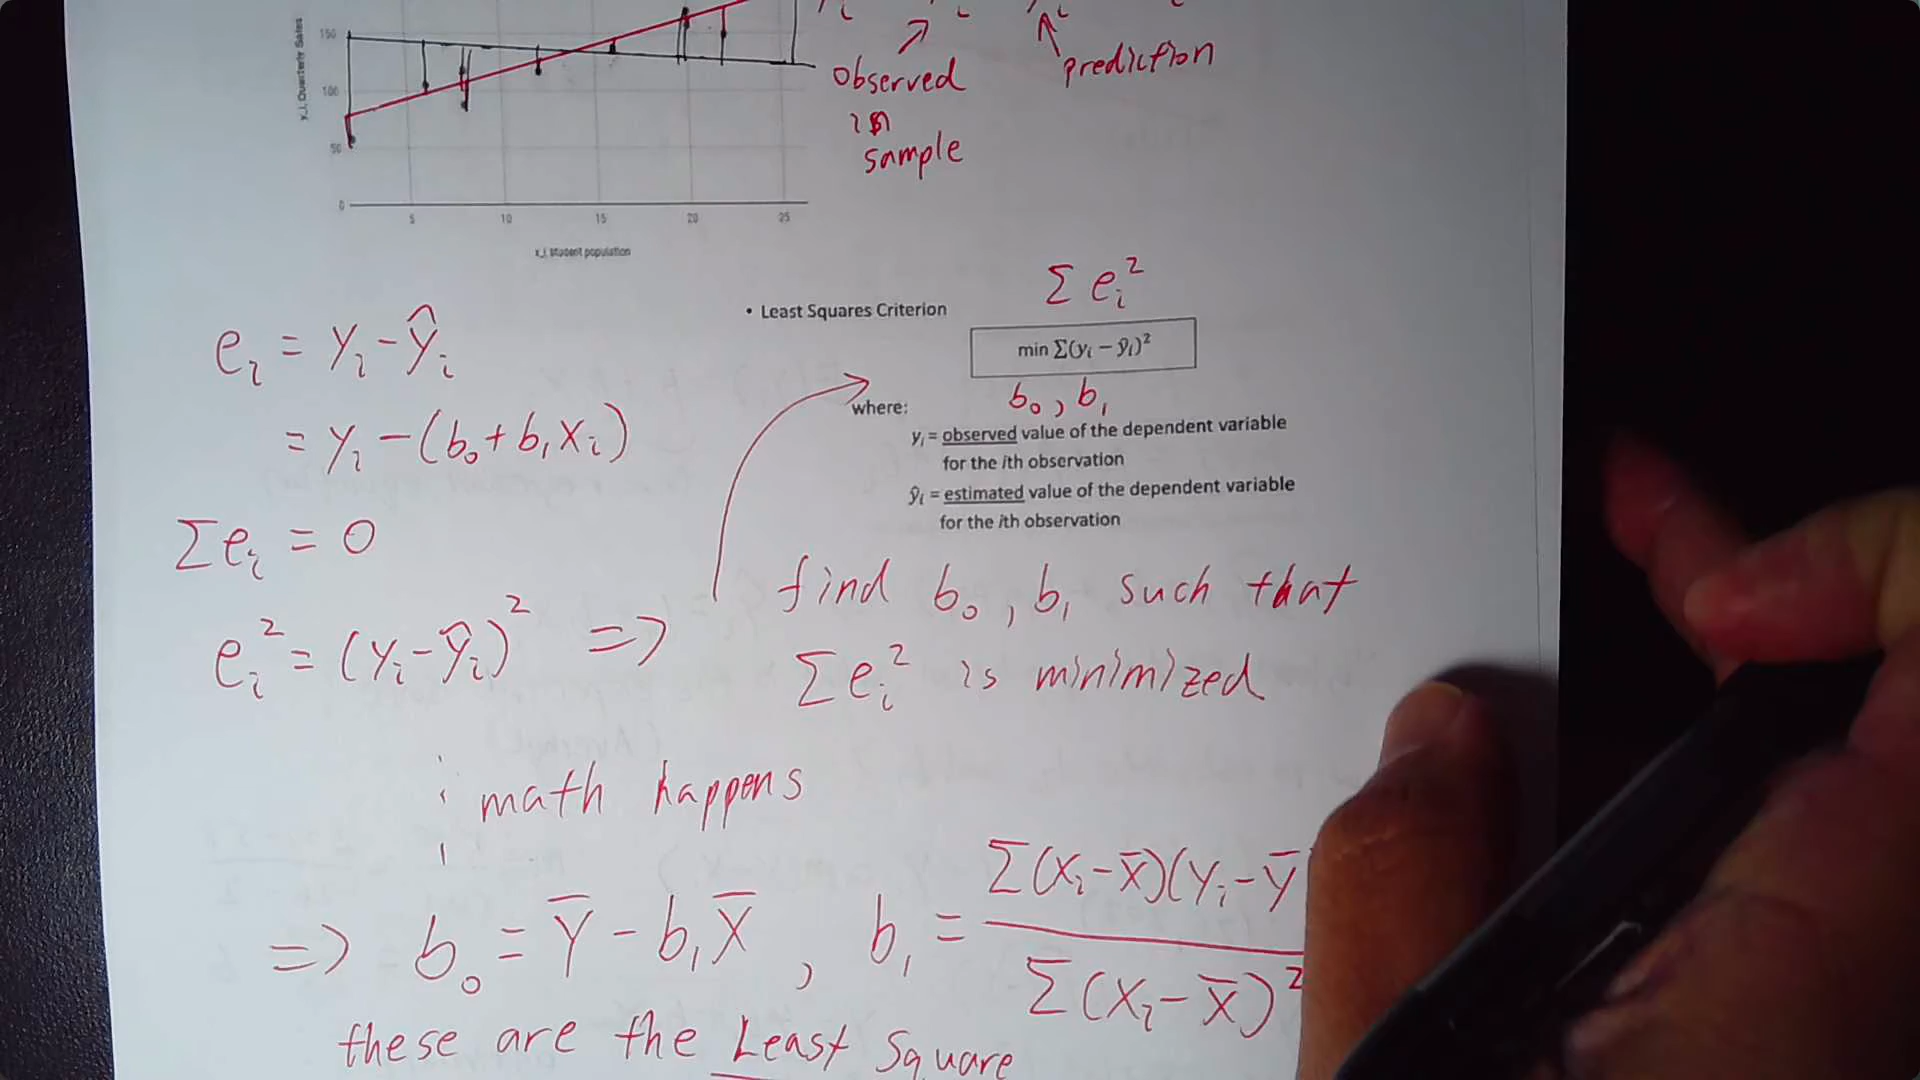 150
y_i, Quarterly Sales
100
50
0
5 10 15 20 25
x_i, Student population
observed
in
sample
prediction
Σ e_i²
• Least Squares Criterion
min Σ(y_i − ŷ_i)²
b₀, b₁
where:
y_i = observed value of the dependent variable
for the ith observation
ŷ_i = estimated value of the dependent variable
for the ith observation
e_i = y_i − ŷ_i
= y_i − (b₀ + b₁x_i)
Σe_i = 0
e_i² = (y_i − ŷ_i)² ⇒
find b₀, b₁ such that
Σe_i² is minimized
math happens
⇒ b₀ = ȳ − b₁x̄ , b₁ =
Σ(x_i − x̄)(y_i − ȳ
Σ(x_i − x̄)²
these are the Least Square